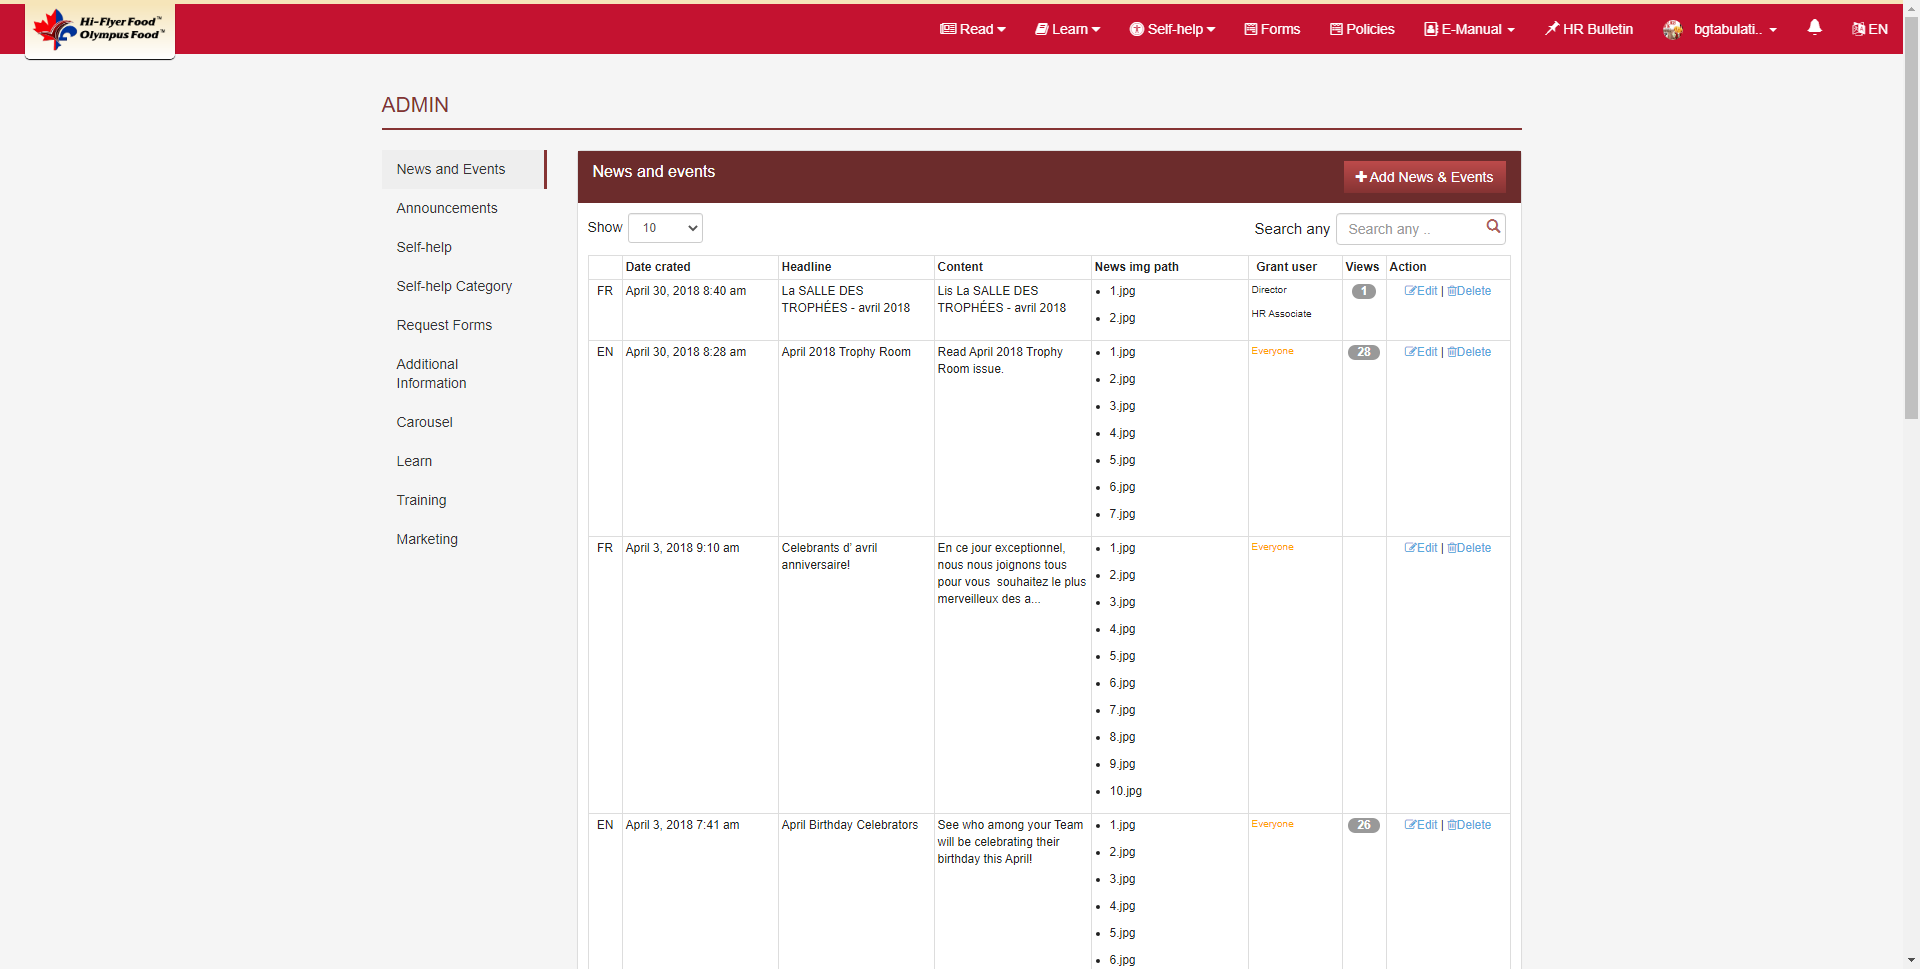 Hi-Flyer Food™
Olympus Food™
Read
Learn
Self-help
Forms
Policies
E-Manual
HR Bulletin
bgtabulati..
EN
ADMIN
News and Events
Announcements
Self-help
Self-help Category
Request Forms
Additional
Information
Carousel
Learn
Training
Marketing
News and events
Add News & Events
Show 10
Search any Search any ..
Date crated Headline Content News img path Grant user Views Action
FR April 30, 2018 8:40 am La SALLE DES Lis La SALLE DES 1.jpg Director 1 Edit | Delete
TROPHÉES - avril 2018 TROPHÉES - avril 2018 2.jpg HR Associate
EN April 30, 2018 8:28 am April 2018 Trophy Room Read April 2018 Trophy 1.jpg Everyone 28 Edit | Delete
Room issue.
2.jpg
3.jpg
4.jpg
5.jpg
6.jpg
7.jpg
FR April 3, 2018 9:10 am Celebrants d' avril En ce jour exceptionnel, 1.jpg Everyone Edit | Delete
anniversaire! nous nous joignons tous 2.jpg
pour vous souhaitez le plus
merveilleux des a... 3.jpg
4.jpg
5.jpg
6.jpg
7.jpg
8.jpg
9.jpg
10.jpg
EN April 3, 2018 7:41 am April Birthday Celebrators See who among your Team 1.jpg Everyone 26 Edit | Delete
will be celebrating their 2.jpg
birthday this April!
3.jpg
4.jpg
5.jpg
6.jpg